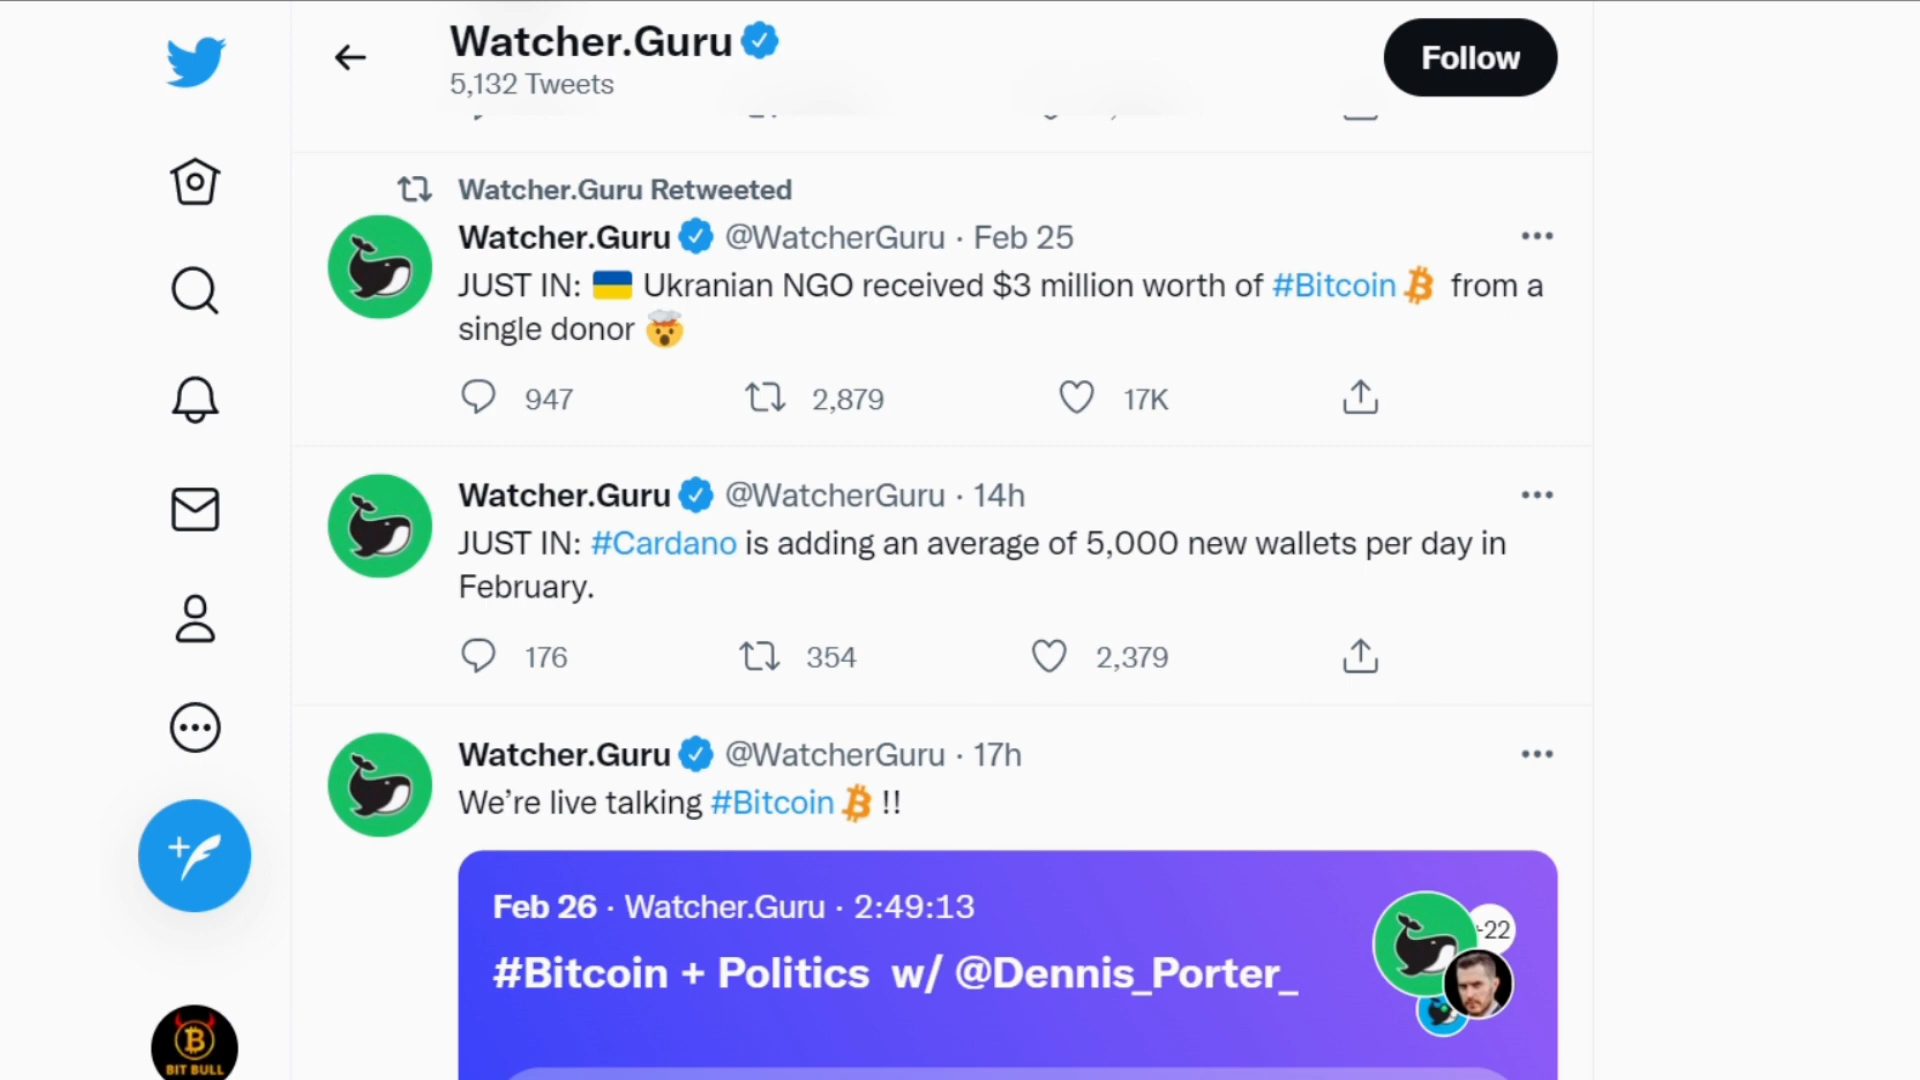 Watcher.Guru
5,132 Tweets
Follow
Watcher.Guru Retweeted
Watcher.Guru @WatcherGuru · Feb 25
JUST IN: 🇺🇦 Ukranian NGO received $3 million worth of #Bitcoin from a
single donor 🤯
947 2,879 17K
Watcher.Guru @WatcherGuru · 14h
JUST IN: #Cardano is adding an average of 5,000 new wallets per day in
February.
176 354 2,379
Watcher.Guru @WatcherGuru · 17h
We’re live talking #Bitcoin !!
Feb 26 · Watcher.Guru · 2:49:13
+22
#Bitcoin + Politics w/ @Dennis_Porter_
BIT BULL